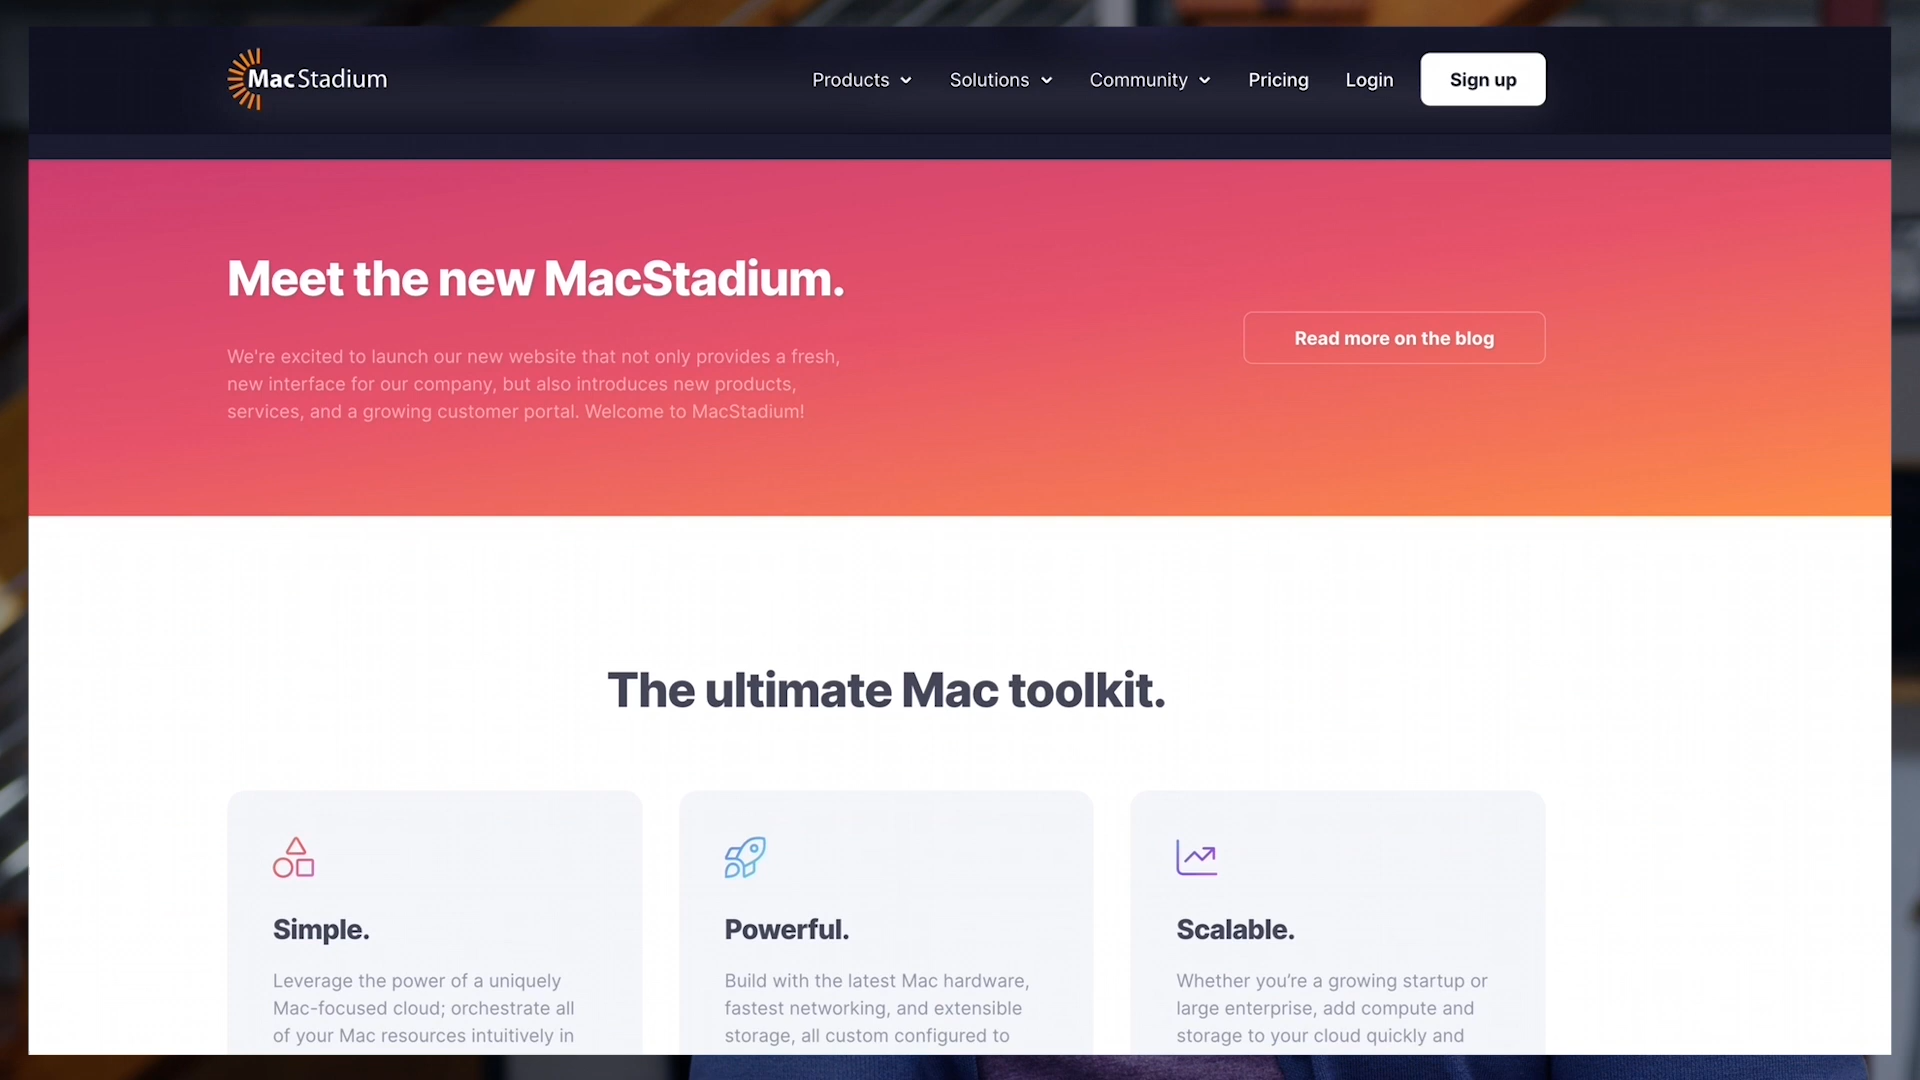 MacStadium
Products
Solutions
Community
Pricing
Login
Sign up
Meet the new MacStadium.
We're excited to launch our new website that not only provides a fresh,
new interface for our company, but also introduces new products,
services, and a growing customer portal. Welcome to MacStadium!
Read more on the blog
The ultimate Mac toolkit.
Simple.
Leverage the power of a uniquely
Mac-focused cloud; orchestrate all
of your Mac resources intuitively in
Powerful.
Build with the latest Mac hardware,
fastest networking, and extensible
storage, all custom configured to
Scalable.
Whether you're a growing startup or
large enterprise, add compute and
storage to your cloud quickly and